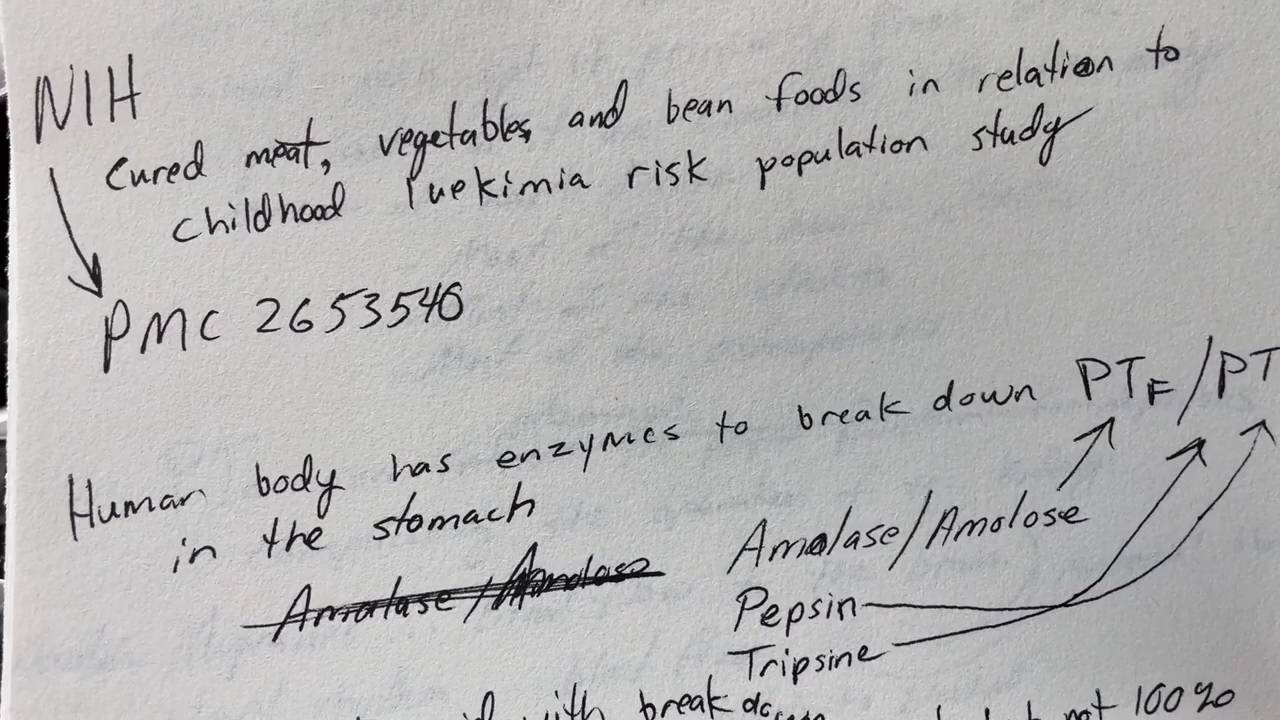 NIH
Cured meat, vegetables, and bean foods in relation to
childhood luekimia risk population study
PMC 2653540
Human body has enzymes to break down PTF/PT
in the stomach
Amalase/Amolose
Amalase/Amolose
Pepsin
Tripsine
with break not 100%